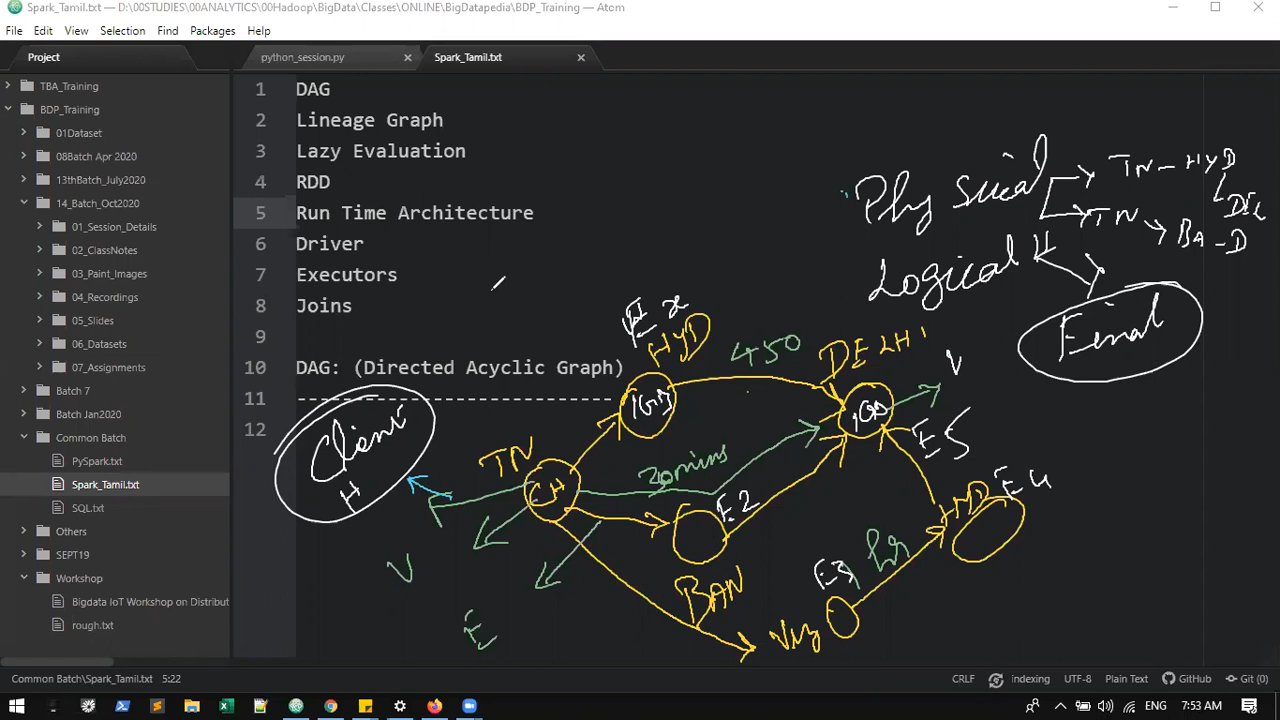 Spark_Tamil.txt — D:\00STUDIES\00ANALYTICS\00Hadoop\BigData\Classes\ONLINE\BigDatapedia\BDP_Training — Atom
File Edit View Selection Find Packages Help
Project
python_session.py
Spark_Tamil.txt
TBA_Training
BDP_Training
01Dataset
08Batch Apr 2020
13thBatch_July2020
14_Batch_Oct2020
01_Session_Details
02_ClassNotes
03_Paint_Images
04_Recordings
05_Slides
06_Datasets
07_Assignments
Batch 7
Batch Jan2020
Common Batch
PySpark.txt
Spark_Tamil.txt
SQL.txt
Others
SEPT19
Workshop
Bigdata IoT Workshop on Distribut
rough.txt
1 DAG
2 Lineage Graph
3 Lazy Evaluation
4 RDD
5 Run Time Architecture
6 Driver
7 Executors
8 Joins
9
10 DAG: (Directed Acyclic Graph)
11 -------------------------------
12
Physical
TN - HYD
DEL
TN
BA - D
Logical
Final
HYD
450
DELHI
V
Client
H
TN
CH
30mins
E2
E5
E4
BAN
E3
hr
Viz
V
E
Common Batch\Spark_Tamil.txt 5:22
CRLF Indexing UTF-8 Plain Text GitHub Git (0)
ENG 7:53 AM